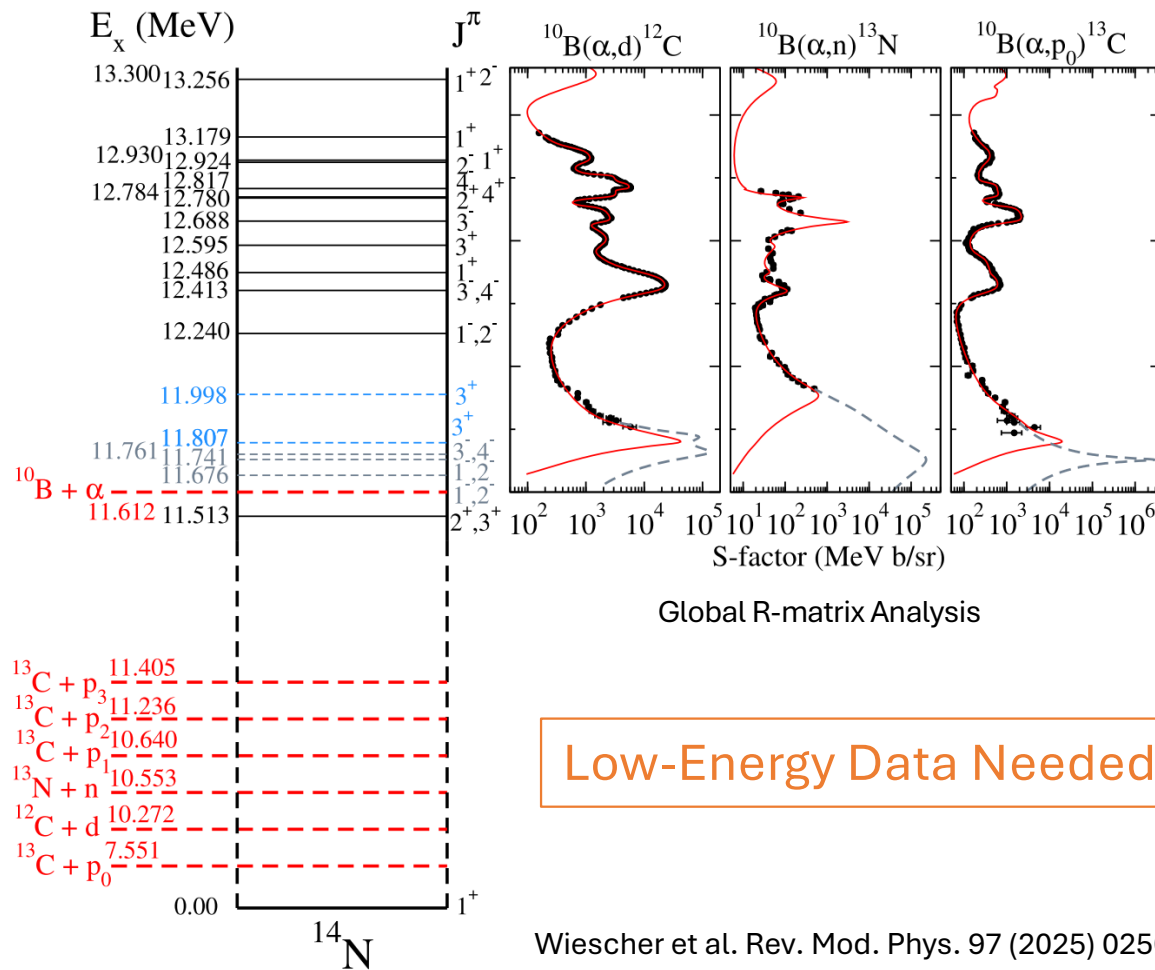 E_x (MeV)
J^π
13.300
13.256
1^+ 2^-
13.179
1^+
12.930
12.924
2^- 1^+
12.817
4^-
12.784
12.780
2^+ 4^+
12.688
3^-
12.595
3^+
12.486
1^+
12.413
3^-,4^-
12.240
1^-,2^-
11.998
3^+
11.807
3^+
11.761
3^-,4^-
11.741
1^-,2^-
11.676
1^-,2^-
^10B + α
11.612
11.513
2^+,3^+
^13C + p_3 11.405
^13C + p_2 11.236
^13C + p_1 10.640
^13N + n 10.553
^12C + d 10.272
^13C + p_0 7.551
0.00
1^+
^14N
^10B(α,d)^12C
^10B(α,n)^13N
^10B(α,p_0)^13C
10^2 10^3 10^4 10^5
10^1 10^2 10^3 10^4 10^5
10^2 10^3 10^4 10^5 10^6
S-factor (MeV b/sr)
Global R-matrix Analysis
Low-Energy Data Needed
Wiescher et al. Rev. Mod. Phys. 97 (2025)